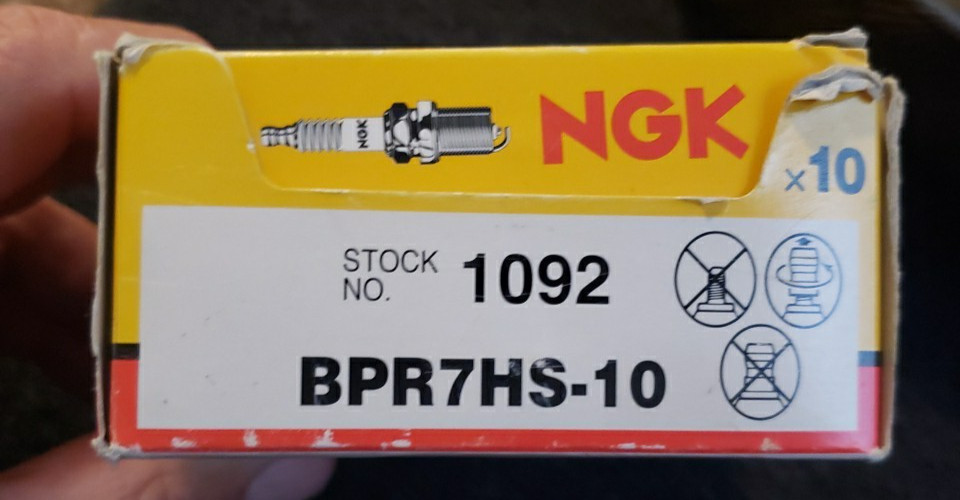 NGK
NGK
x10
STOCK
NO. 1092
BPR7HS-10